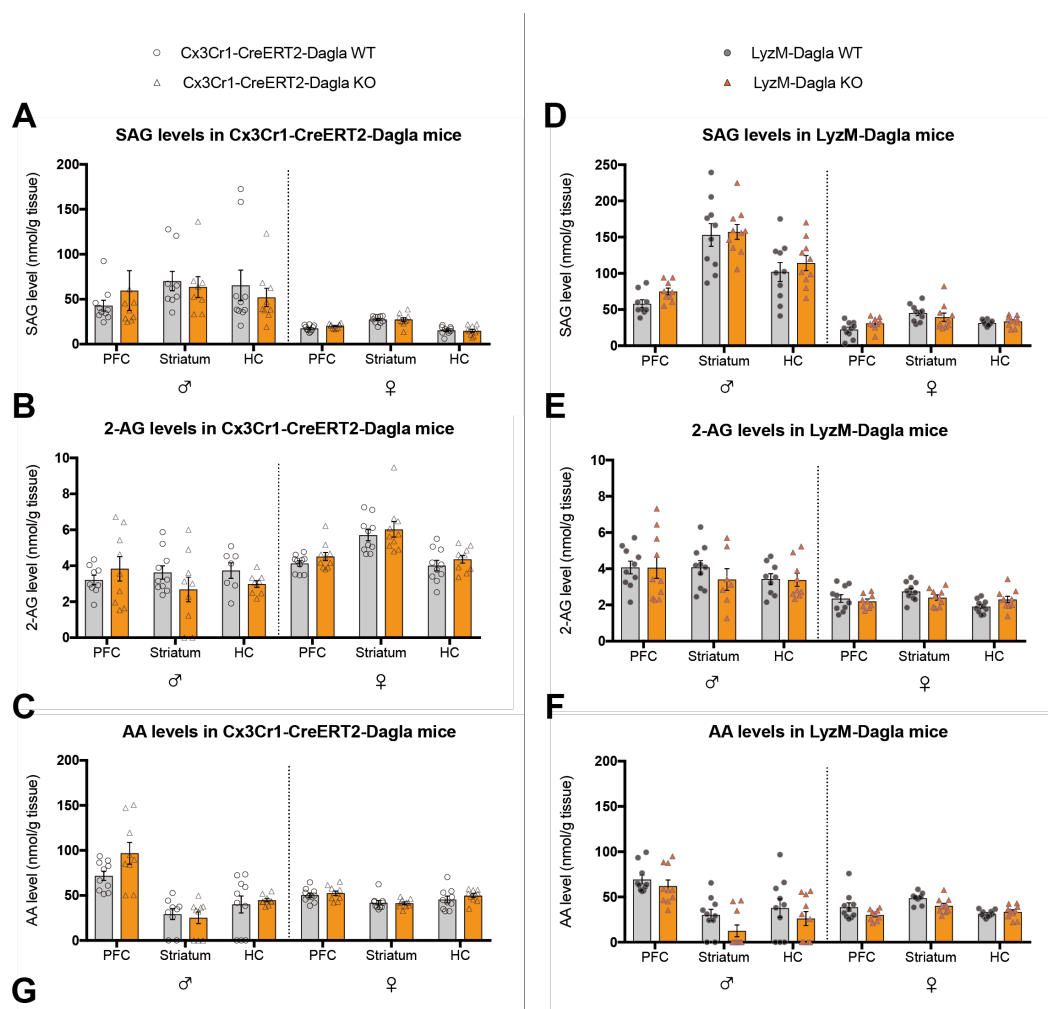 Cx3Cr1-CreERT2-Dagla WT
Cx3Cr1-CreERT2-Dagla KO
A
SAG levels in Cx3Cr1-CreERT2-Dagla mice
SAG level (nmol/g tissue)
200
150
100
50
0
PFC Striatum HC PFC Striatum HC
♂ ♀
B
2-AG levels in Cx3Cr1-CreERT2-Dagla mice
2-AG level (nmol/g tissue)
10
8
6
4
2
0
PFC Striatum HC PFC Striatum HC
♂ ♀
C
AA levels in Cx3Cr1-CreERT2-Dagla mice
AA level (nmol/g tissue)
200
150
100
50
0
PFC Striatum HC PFC Striatum HC
♂ ♀
G
LyzM-Dagla WT
LyzM-Dagla KO
D
SAG levels in LyzM-Dagla mice
SAG level (nmol/g tissue)
250
200
150
100
50
0
PFC Striatum HC PFC Striatum HC
♂ ♀
E
2-AG levels in LyzM-Dagla mice
2-AG level (nmol/g tissue)
10
8
6
4
2
0
PFC Striatum HC PFC Striatum HC
♂ ♀
F
AA levels in LyzM-Dagla mice
AA level (nmol/g tissue)
200
150
100
50
0
PFC Striatum HC PFC Striatum HC
♂ ♀